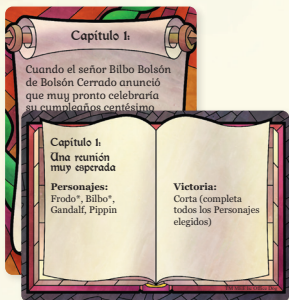 Capítulo 1:
Cuando el señor Bilbo Bolsón
de Bolsón Cerrado anunció
que muy pronto celebraría
su cumpleaños centésimo
Capítulo 1:
Una reunión
muy esperada
Personajes:
Frodo*, Bilbo*,
Gandalf, Pippin
Victoria:
Corta (completa
todos los Personajes
elegidos)